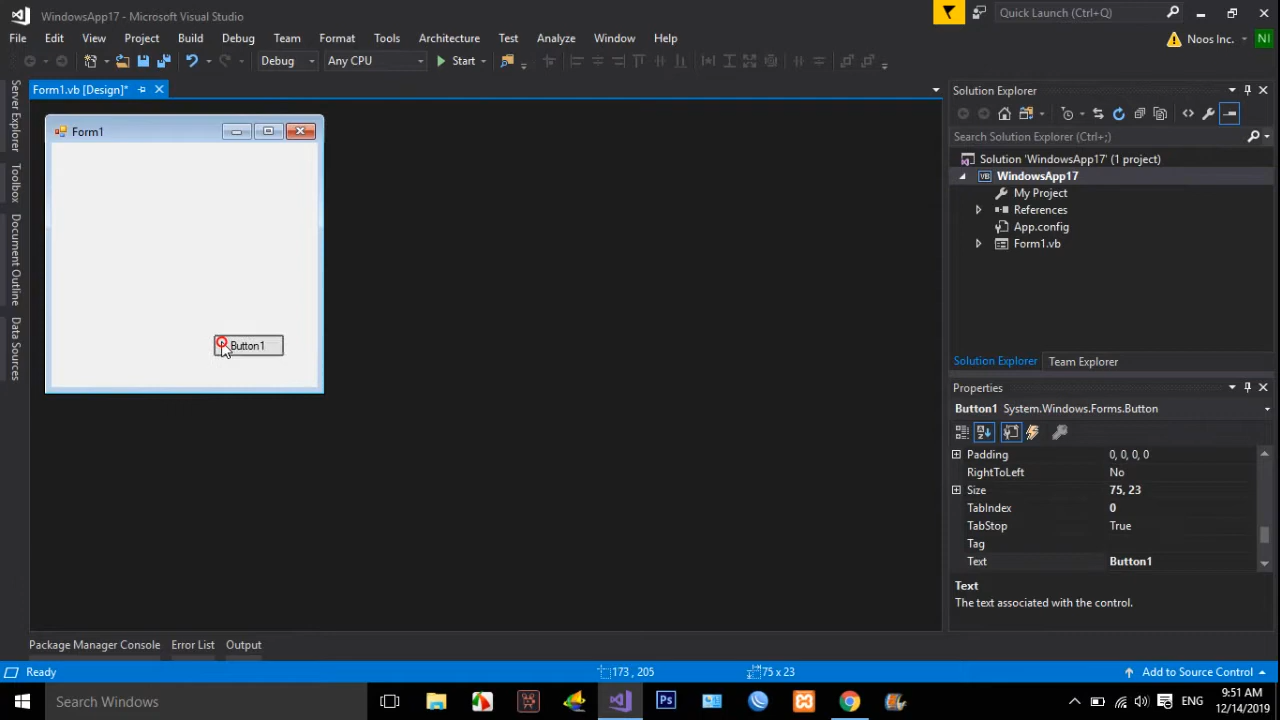 WindowsApp17 - Microsoft Visual Studio
Quick Launch (Ctrl+Q)
File Edit View Project Build Debug Team Format Tools Architecture Test Analyze Window Help
Noos Inc. NI
Debug Any CPU Start
Form1.vb [Design]*
Server Explorer
Toolbox
Document Outline
Data Sources
Form1
Button1
Solution Explorer
Search Solution Explorer (Ctrl+;)
Solution 'WindowsApp17' (1 project)
VB WindowsApp17
My Project
References
App.config
Form1.vb
Solution Explorer Team Explorer
Properties
Button1 System.Windows.Forms.Button
Padding 0, 0, 0, 0
RightToLeft No
Size 75, 23
TabIndex 0
TabStop True
Tag
Text Button1
Text
The text associated with the control.
Package Manager Console Error List Output
Ready 173 , 205 75 x 23 Add to Source Control
Search Windows
Ps
ENG
9:51 AM
12/14/2019